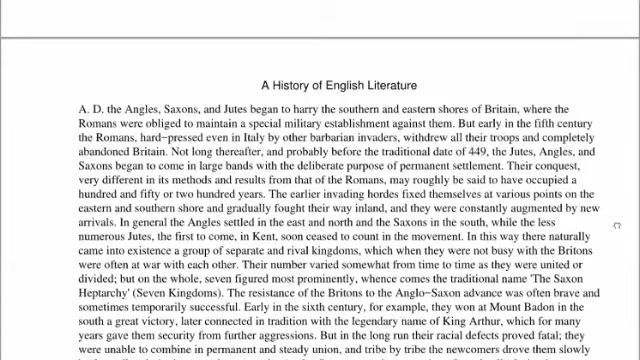 A History of English Literature
A. D. the Angles, Saxons, and Jutes began to harry the southern and eastern shores of Britain, where the
Romans were obliged to maintain a special military establishment against them. But early in the fifth century
the Romans, hard−pressed even in Italy by other barbarian invaders, withdrew all their troops and completely
abandoned Britain. Not long thereafter, and probably before the traditional date of 449, the Jutes, Angles, and
Saxons began to come in large bands with the deliberate purpose of permanent settlement. Their conquest,
very different in its methods and results from that of the Romans, may roughly be said to have occupied a
hundred and fifty or two hundred years. The earlier invading hordes fixed themselves at various points on the
eastern and southern shore and gradually fought their way inland, and they were constantly augmented by new
arrivals. In general the Angles settled in the east and north and the Saxons in the south, while the less
numerous Jutes, the first to come, in Kent, soon ceased to count in the movement. In this way there naturally
came into existence a group of separate and rival kingdoms, which when they were not busy with the Britons
were often at war with each other. Their number varied somewhat from time to time as they were united or
divided; but on the whole, seven figured most prominently, whence comes the traditional name 'The Saxon
Heptarchy' (Seven Kingdoms). The resistance of the Britons to the Anglo−Saxon advance was often brave and
sometimes temporarily successful. Early in the sixth century, for example, they won at Mount Badon in the
south a great victory, later connected in tradition with the legendary name of King Arthur, which for many
years gave them security from further aggressions. But in the long run their racial defects proved fatal; they
were unable to combine in permanent and steady union, and tribe by tribe the newcomers drove them slowly